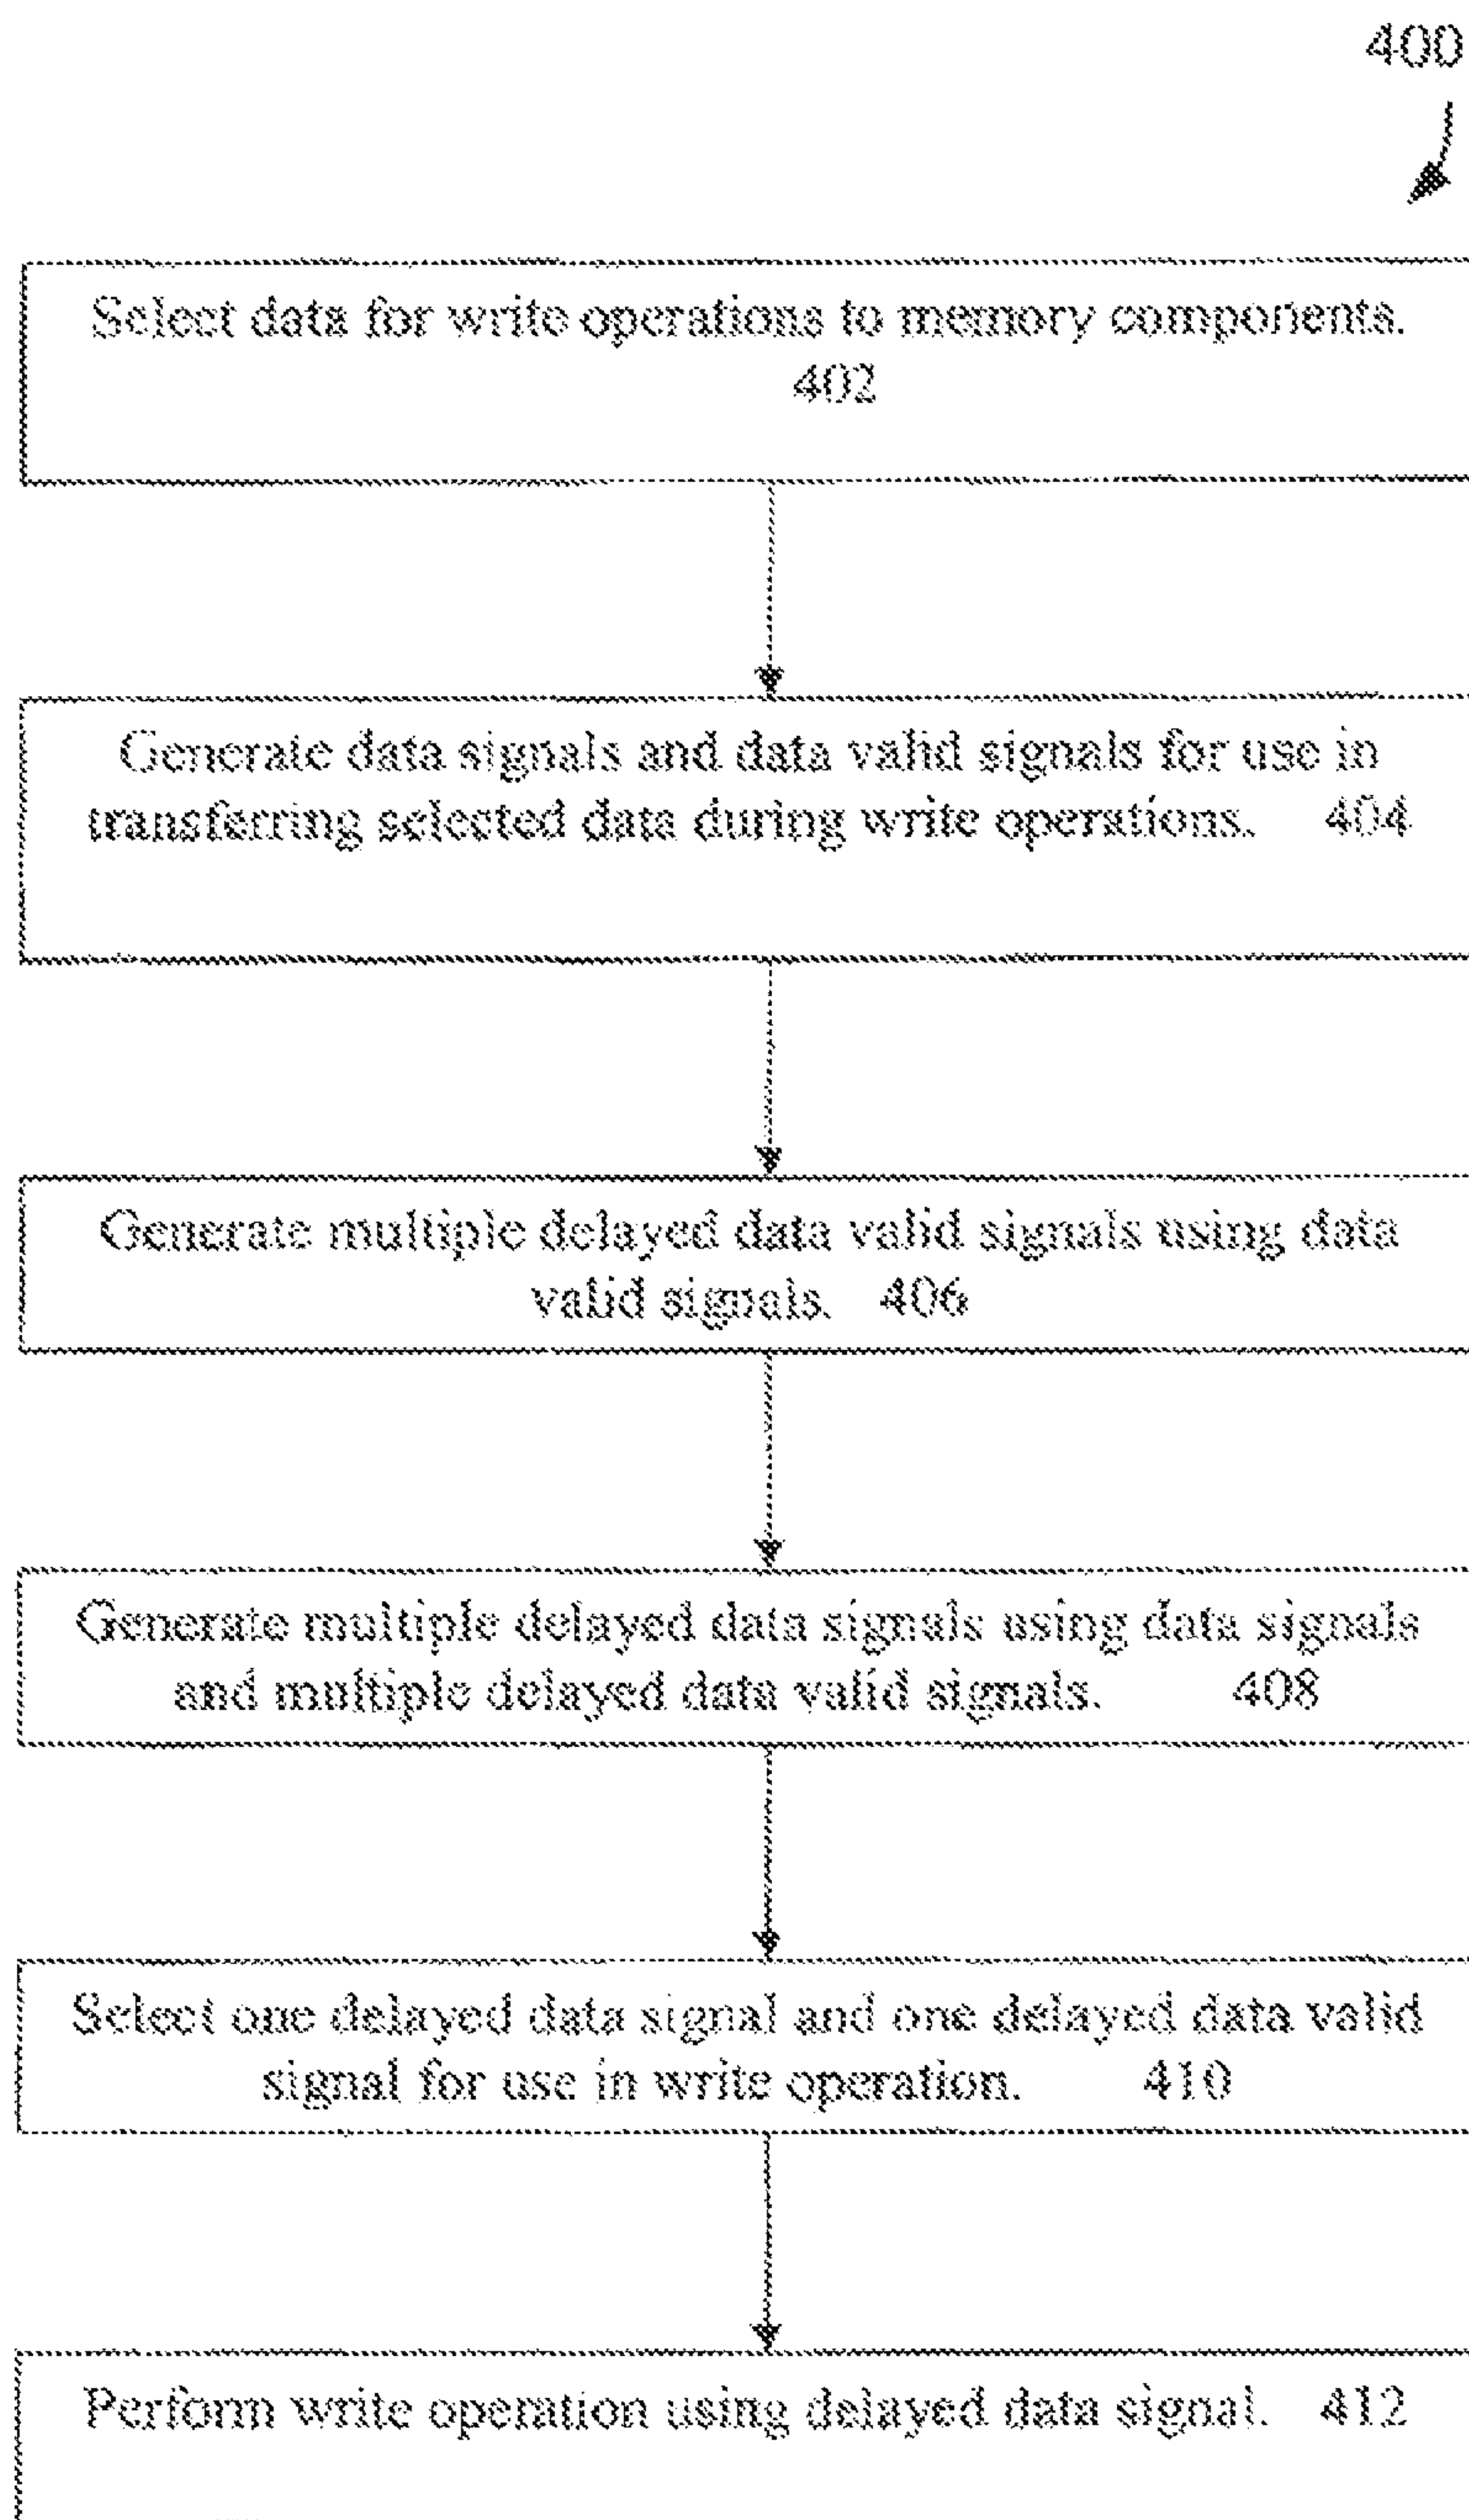 400
Select data for write operations to memory components.
402
Generate data signals and data valid signals for use in
transferring selected data during write operations. 404
Generate multiple delayed data valid signals using data
valid signals. 406
Generate multiple delayed data signals using data signals
and multiple delayed data valid signals. 408
Select one delayed data signal and one delayed data valid
signal for use in write operation. 410
Perform write operation using delayed data signal. 412